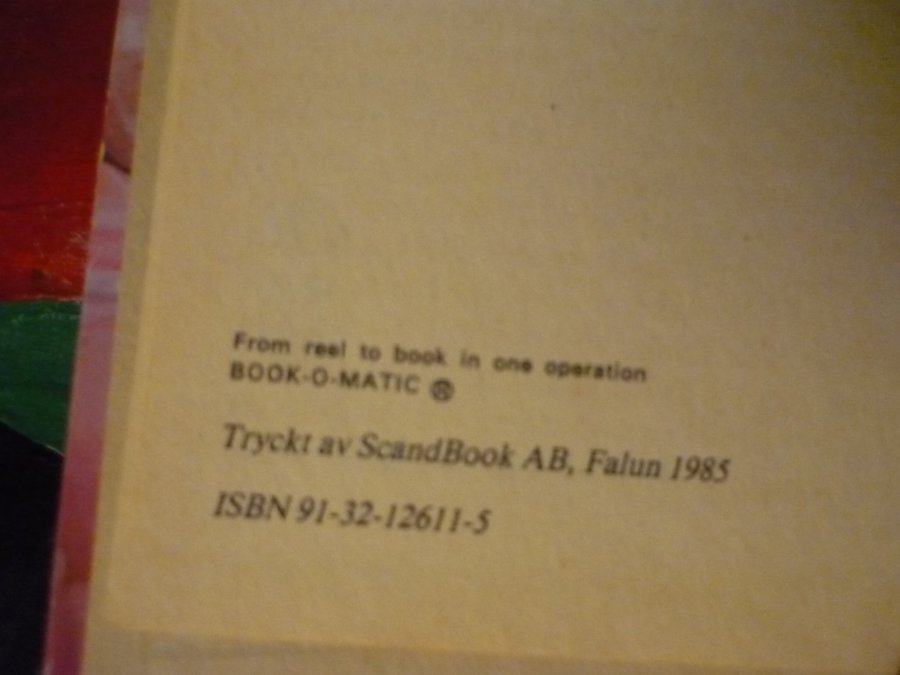 From reel to book in one operation
BOOK-O-MATIC ®
Tryckt av ScandBook AB, Falun 1985
ISBN 91-32-12611-5